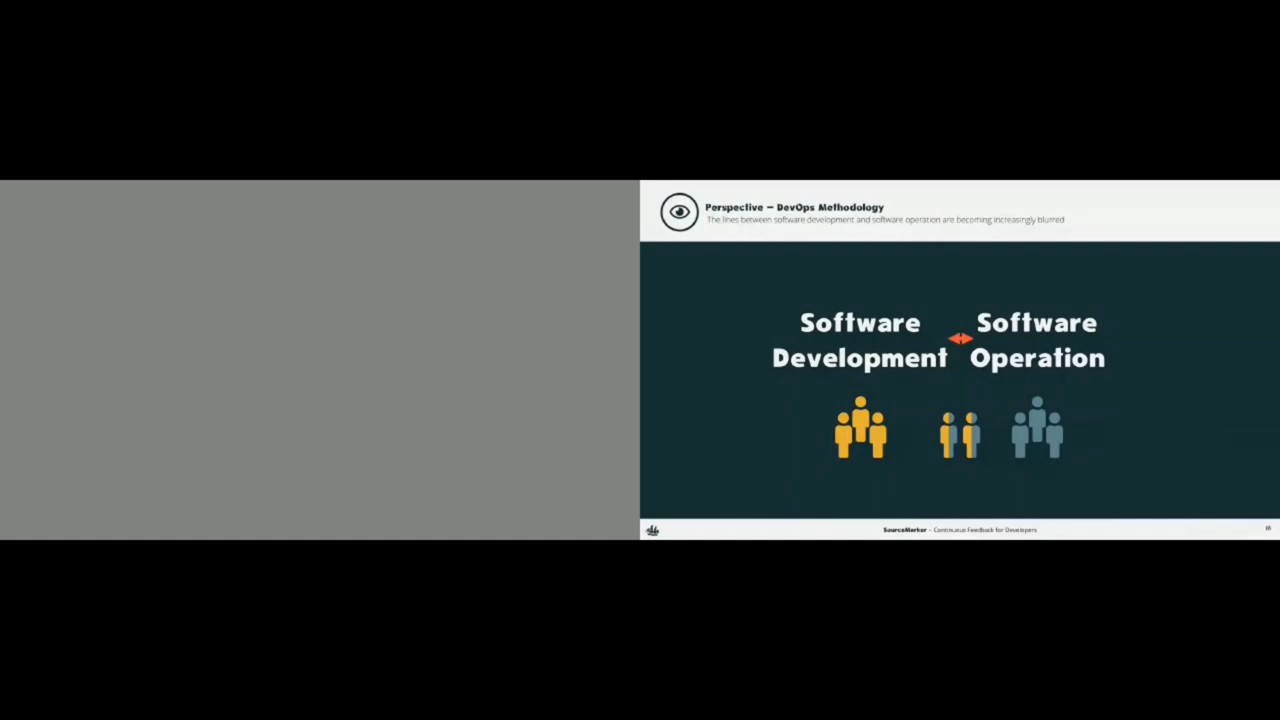 Perspective – DevOps Methodology
The lines between software development and software operation are becoming increasingly blurred
Software Development
Software Operation
SourceMarker – Continuous Feedback for Developers